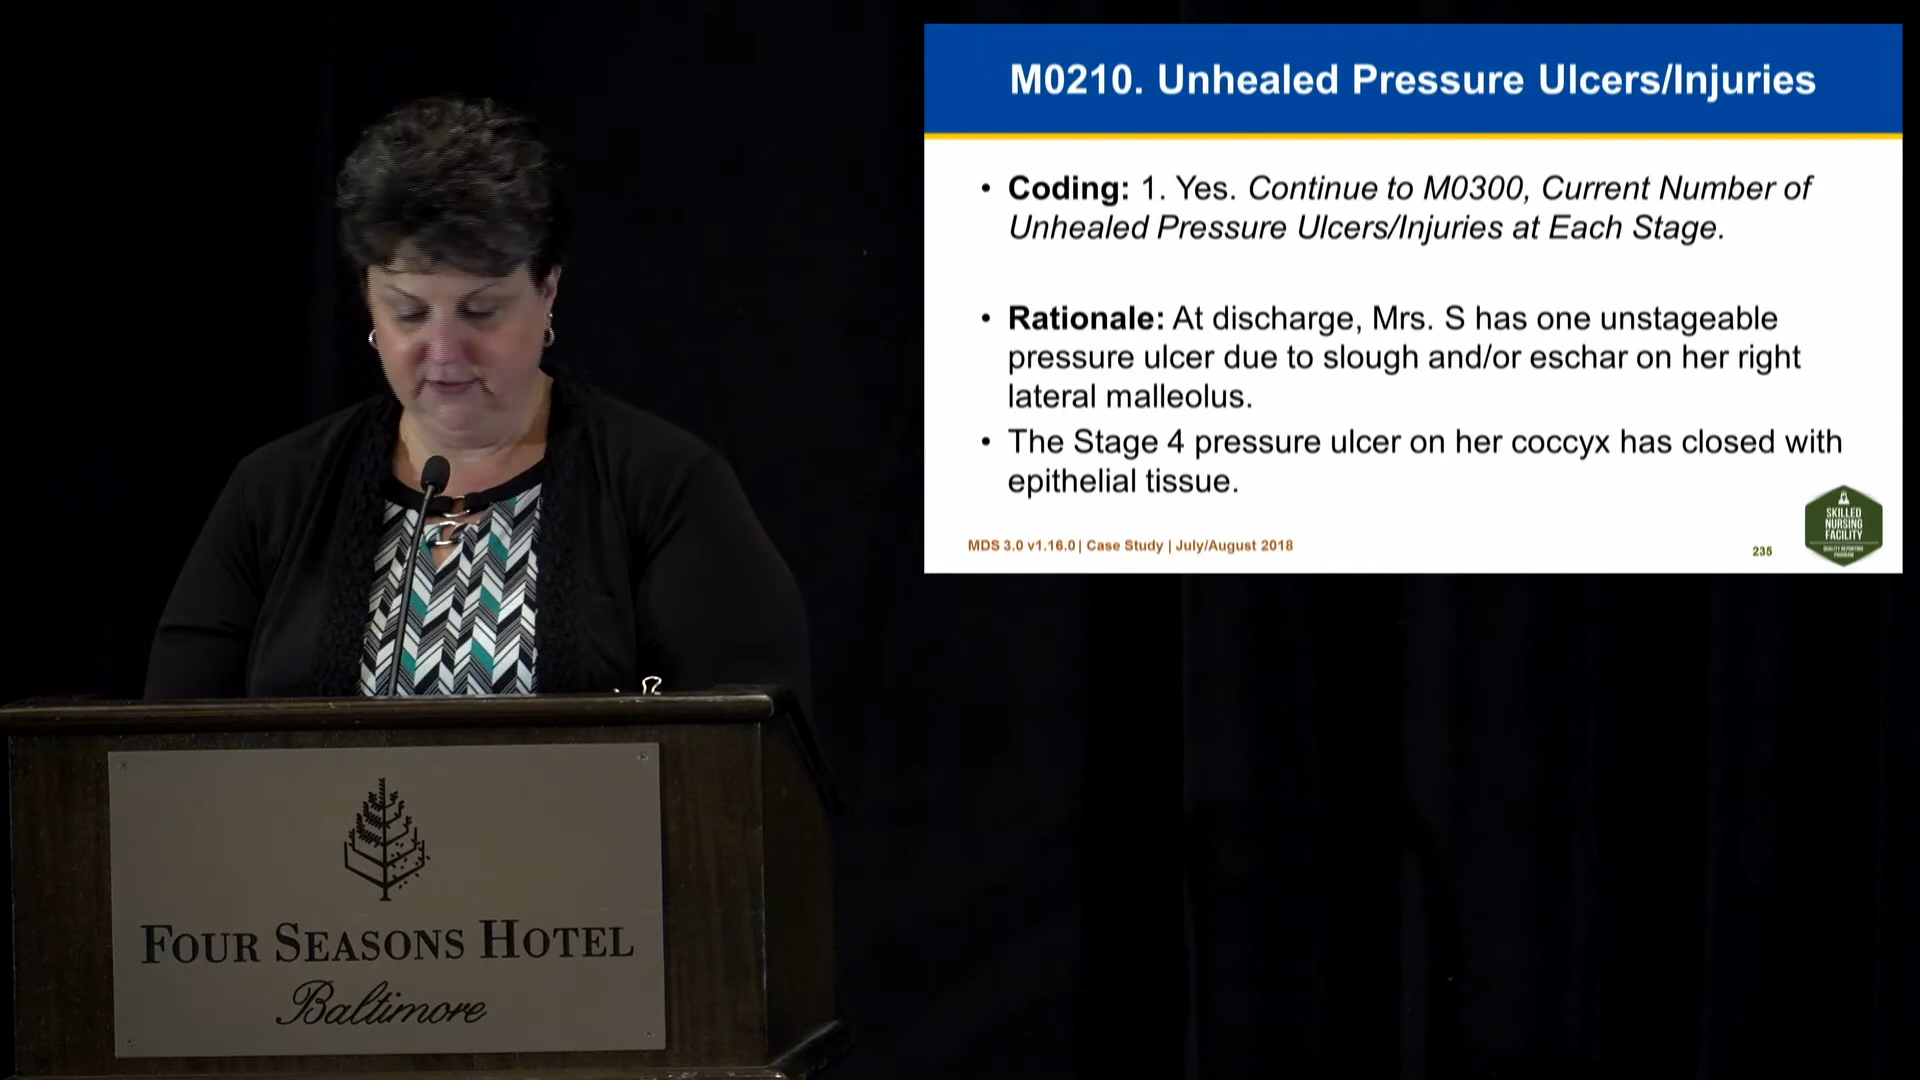 M0210. Unhealed Pressure Ulcers/Injuries
• Coding: 1. Yes. Continue to M0300, Current Number of
Unhealed Pressure Ulcers/Injuries at Each Stage.
• Rationale: At discharge, Mrs. S has one unstageable
pressure ulcer due to slough and/or eschar on her right
lateral malleolus.
• The Stage 4 pressure ulcer on her coccyx has closed with
epithelial tissue.
MDS 3.0 v1.16.0 | Case Study | July/August 2018
235
SKILLED
NURSING
FACILITY
QUALITY REPORTING
PROGRAM
FOUR SEASONS HOTEL
Baltimore